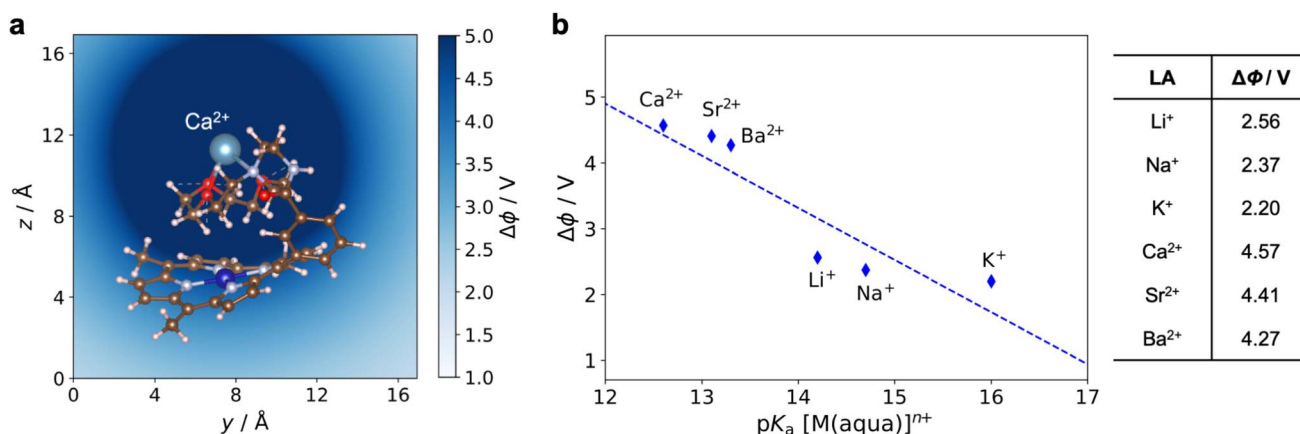 a
16
12
8
4
0
z / Å
Ca²⁺
0 4 8 12 16
y / Å
5.0
4.5
4.0
3.5
3.0
2.5
2.0
1.5
1.0
Δϕ / V
b
5
4
3
2
1
Δϕ / V
Ca²⁺
Sr²⁺
Ba²⁺
Li⁺
Na⁺
K⁺
12 13 14 15 16 17
pKₐ [M(aqua)]ⁿ⁺
LA ΔΦ / V
Li⁺ 2.56
Na⁺ 2.37
K⁺ 2.20
Ca²⁺ 4.57
Sr²⁺ 4.41
Ba²⁺ 4.27